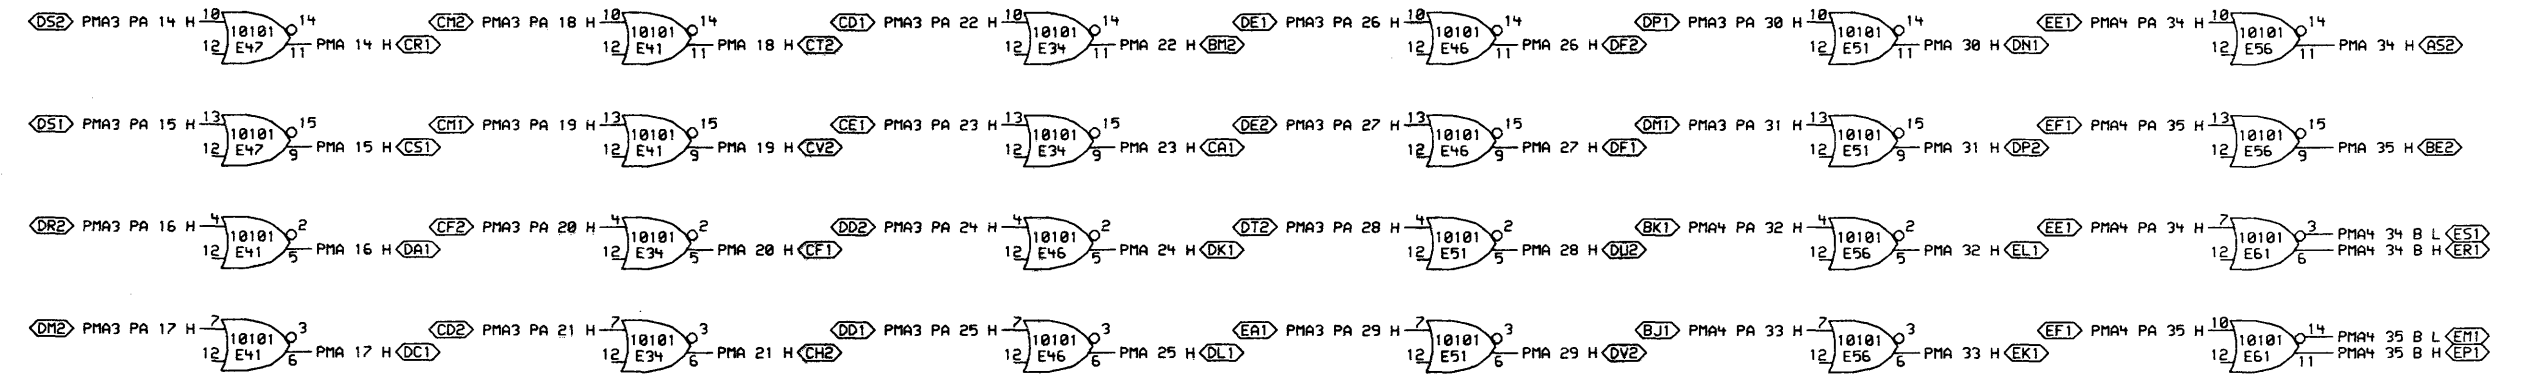 DS2 PMA3 PA 14 H 10 12 10101 E47 14 11 PMA 14 H CR1
CM2 PMA3 PA 18 H 10 12 10101 E41 14 11 PMA 18 H CT2
CD1 PMA3 PA 22 H 10 12 10101 E34 14 11 PMA 22 H BM2
DE1 PMA3 PA 26 H 10 12 10101 E46 14 11 PMA 26 H DF2
DP1 PMA3 PA 30 H 10 12 10101 E51 14 11 PMA 30 H DN1
EE1 PMA4 PA 34 H 10 12 10101 E56 14 11 PMA 34 H AS2
DS1 PMA3 PA 15 H 13 12 10101 E47 15 9 PMA 15 H CS1
CM1 PMA3 PA 19 H 13 12 10101 E41 15 9 PMA 19 H CV2
CE1 PMA3 PA 23 H 13 12 10101 E34 15 9 PMA 23 H CA1
DE2 PMA3 PA 27 H 13 12 10101 E46 15 9 PMA 27 H DF1
DM1 PMA3 PA 31 H 13 12 10101 E51 15 9 PMA 31 H DP2
EF1 PMA4 PA 35 H 13 12 10101 E56 15 9 PMA 35 H BE2
DR2 PMA3 PA 16 H 4 12 10101 E41 2 5 PMA 16 H DA1
CF2 PMA3 PA 20 H 4 12 10101 E34 2 5 PMA 20 H CF1
DD2 PMA3 PA 24 H 4 12 10101 E46 2 5 PMA 24 H DK1
DT2 PMA3 PA 28 H 4 12 10101 E51 2 5 PMA 28 H DU2
BK1 PMA4 PA 32 H 4 12 10101 E56 2 5 PMA 32 H EL1
EE1 PMA4 PA 34 H 7 12 10101 E61 3 PMA4 34 B L ES1
6 PMA4 34 B H ER1
DM2 PMA3 PA 17 H 7 12 10101 E41 3 6 PMA 17 H DC1
CD2 PMA3 PA 21 H 7 12 10101 E34 3 6 PMA 21 H CH2
DD1 PMA3 PA 25 H 7 12 10101 E46 3 6 PMA 25 H DL1
EA1 PMA3 PA 29 H 7 12 10101 E51 3 6 PMA 29 H DV2
BJ1 PMA4 PA 33 H 7 12 10101 E56 3 6 PMA 33 H EK1
EF1 PMA4 PA 35 H 10 12 10101 E61 14 PMA4 35 B L EM1
11 PMA4 35 B H EP1